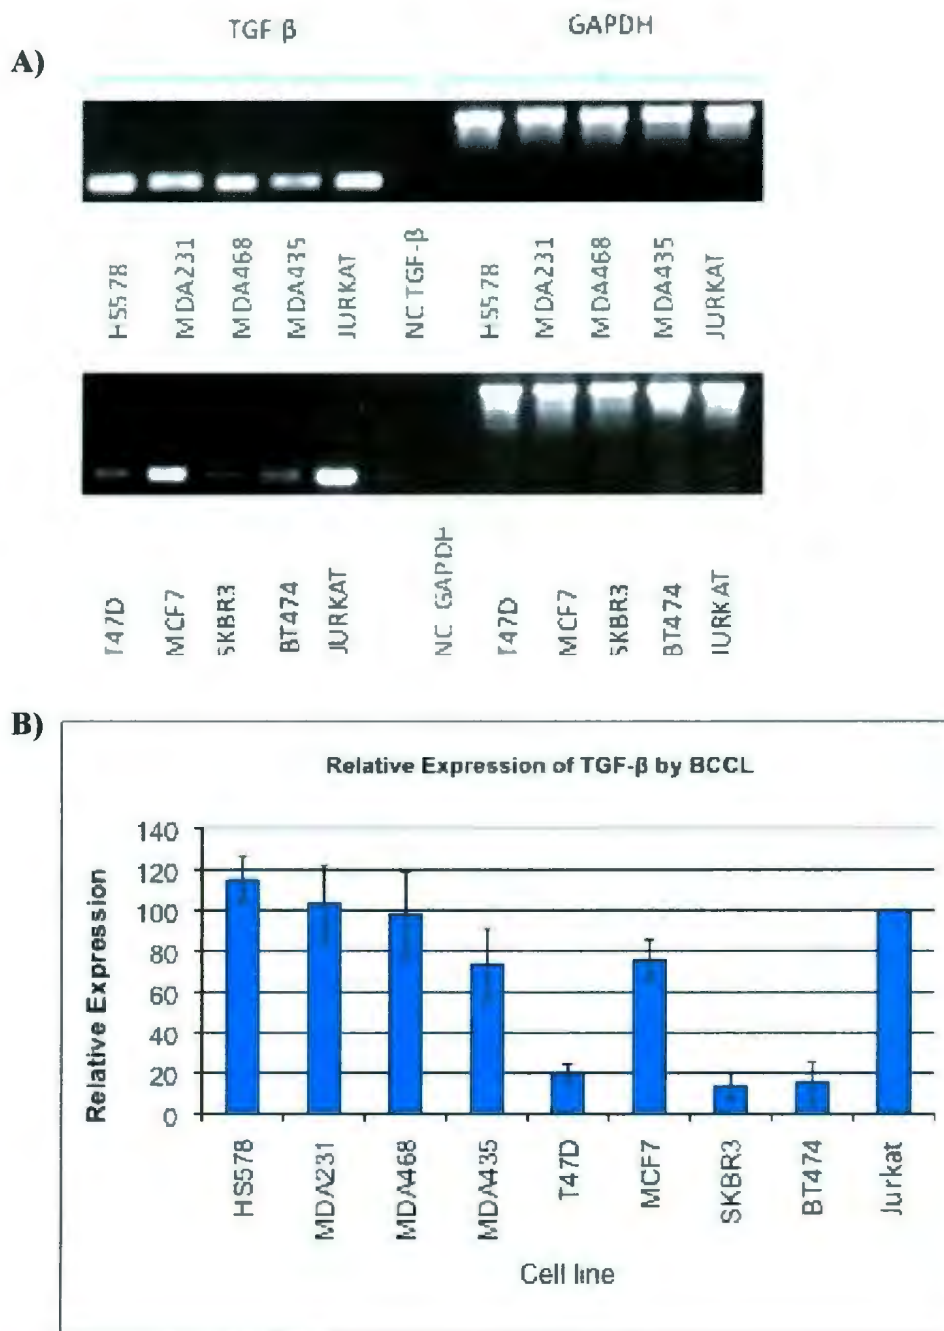 TGF β GAPDH
A)
HS578 MDA231 MDA468 MDA435 JURKAT NC TGF-β HS578 MDA231 MDA468 MDA435 JURKAT
T47D MCF7 SKBR3 BT474 JURKAT NC GAPDH T47D MCF7 SKBR3 BT474 JURKAT
B)
Relative Expression of TGF-β by BCCL
Relative Expression
140
120
100
80
60
40
20
0
HS578 MDA231 MDA468 MDA435 T47D MCF7 SKBR3 BT474 Jurkat
Cell line